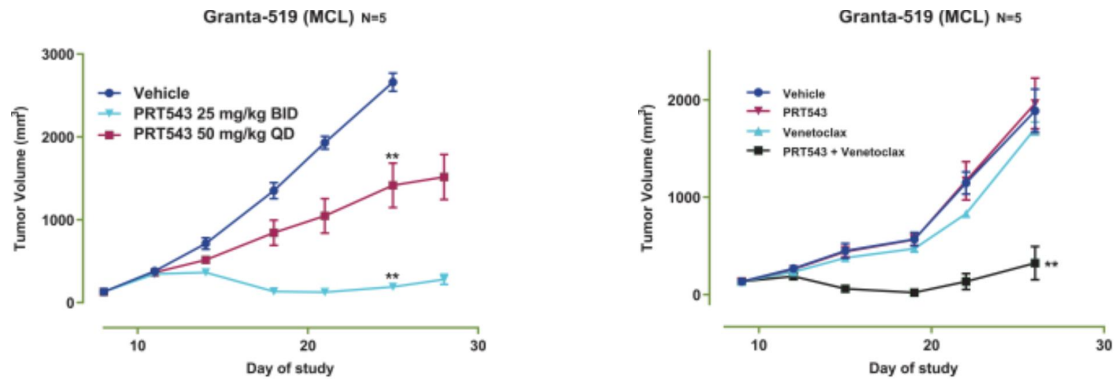 Granta-519 (MCL) N=5
3000
2000
1000
0
Tumor Volume (mm³)
Vehicle
PRT543 25 mg/kg BID
PRT543 50 mg/kg QD
**
**
10
20
30
Day of study
Granta-519 (MCL) N=5
2000
1000
0
Tumor Volume (mm³)
Vehicle
PRT543
Venetoclax
PRT543 + Venetoclax
**
10
20
30
Day of study